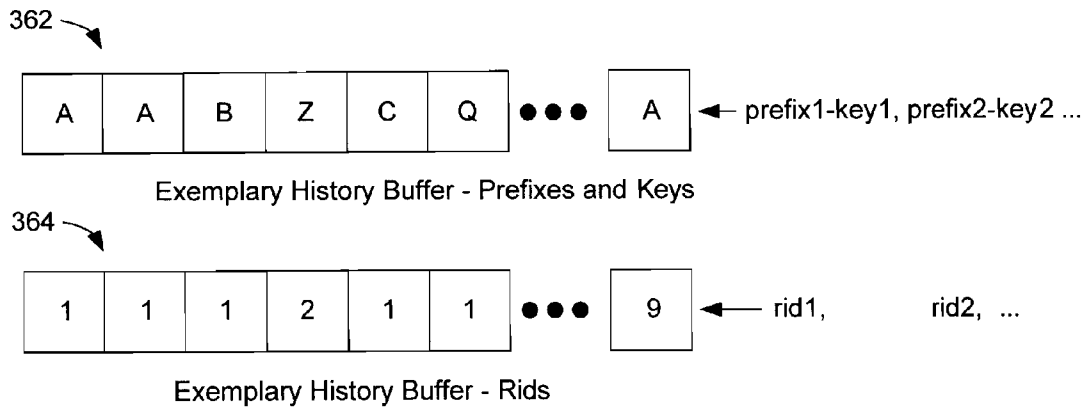 362
A A B Z C Q A prefix1-key1, prefix2-key2 ...
Exemplary History Buffer - Prefixes and Keys
364
1 1 1 2 1 1 9 rid1, rid2, ...
Exemplary History Buffer - Rids